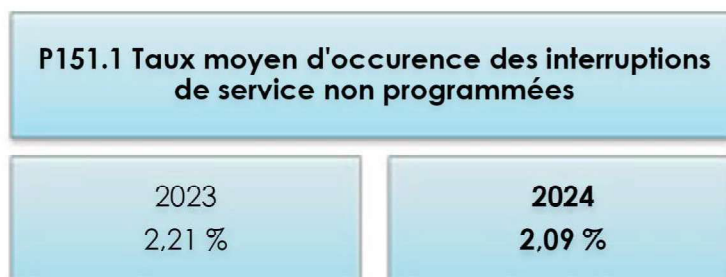 P151.1 Taux moyen d'occurence des interruptions
de service non programmées
2023
2,21 %
2024
2,09 %